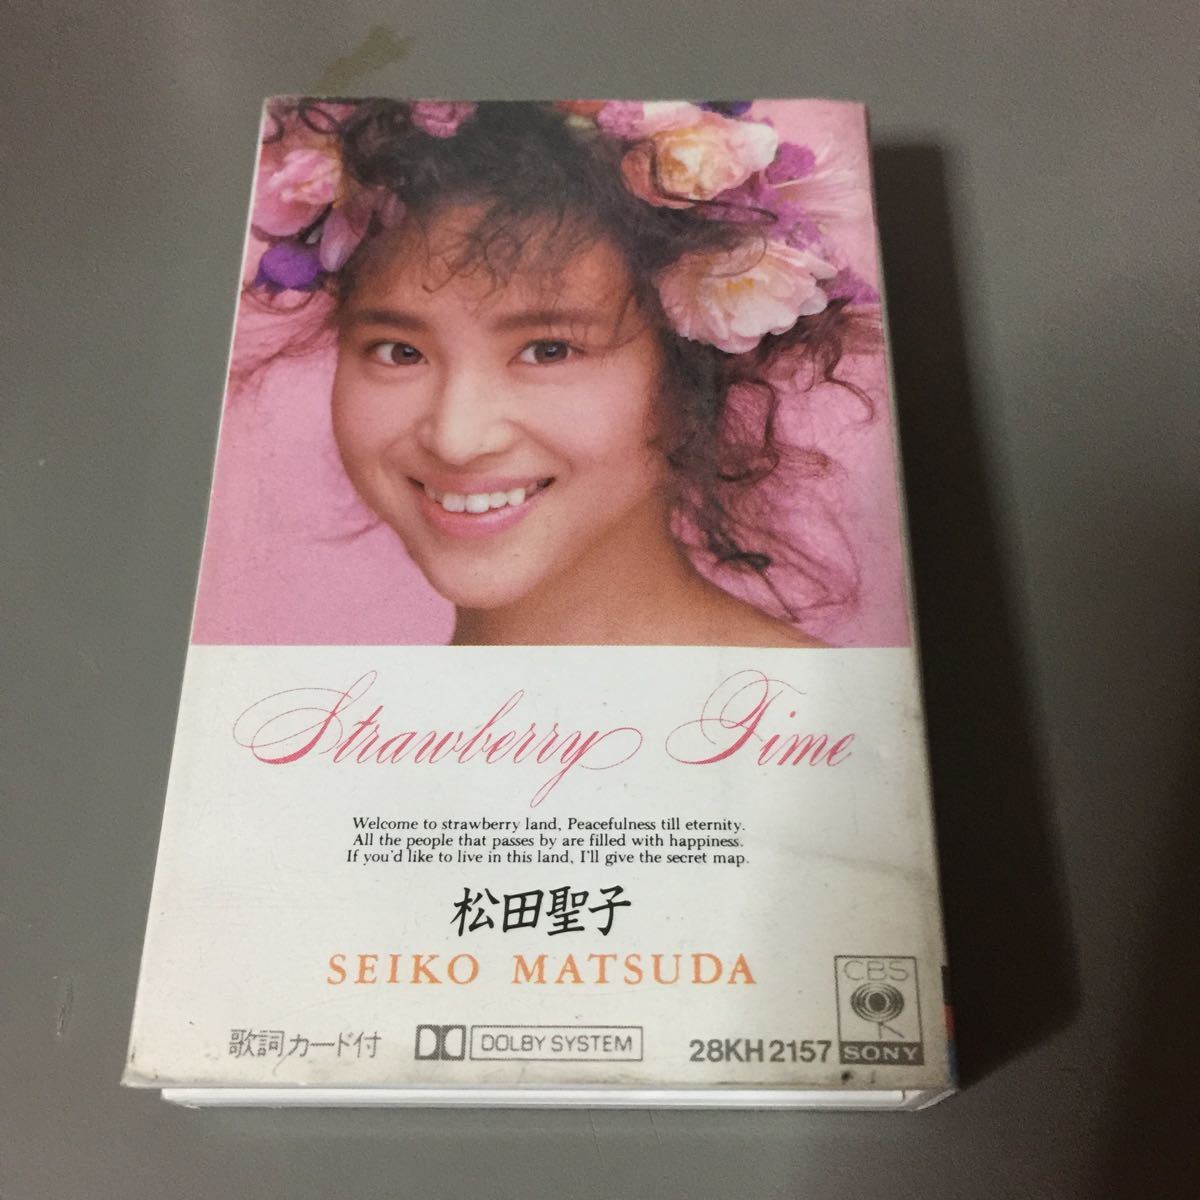 Strawberry Time
Welcome to strawberry land, Peacefulness till eternity.
All the people that passes by are filled with happiness.
If you'd like to live in this land, I'll give the secret map.
松田聖子
SEIKO MATSUDA
歌詞カード付
DOLBY SYSTEM
28KH2157
CBS
SONY